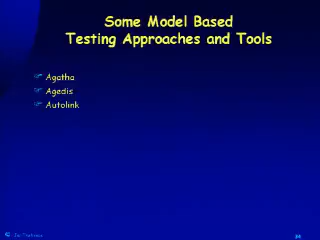 Some Model Based
Testing Approaches and Tools
Agatha
Agedis
Autolink
©